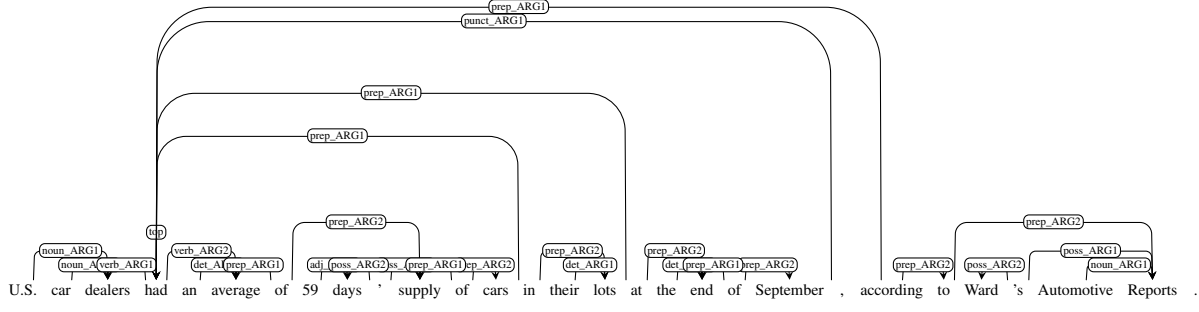 prep_ARG1
punct_ARG1
prep_ARG1
prep_ARG1
prep_ARG2 prep_ARG2
top
noun_ARG1 verb_ARG2 prep_ARG2 prep_ARG2 poss_ARG1
verb_ARG1 prep_ARG1 poss_ARG2 prep_ARG1 det_ARG1 prep_ARG1 prep_ARG2 poss_ARG2 noun_ARG1
U.S. car dealers had an average of 59 days ' supply of cars in their lots at the end of September , according to Ward 's Automotive Reports .